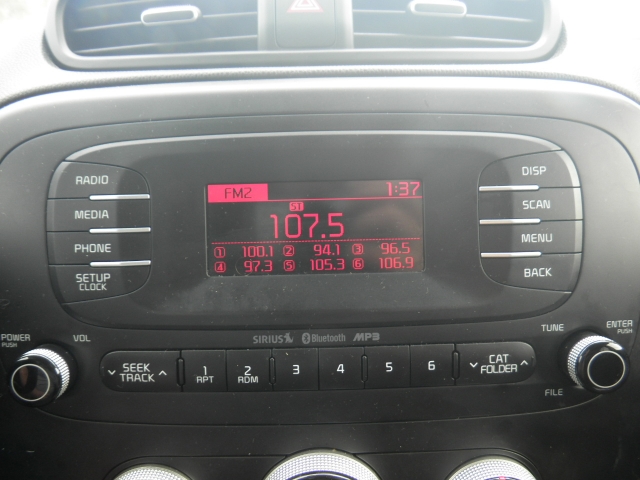 RADIO
MEDIA
PHONE
SETUP
CLOCK
FM2 1:37
ST
107.5
1 100.1 2 94.1 3 96.5
4 97.3 5 105.3 6 106.9
DISP
SCAN
MENU
BACK
POWER
PUSH
VOL
SIRIUS Bluetooth MP3
TUNE
ENTER
PUSH
SEEK
TRACK
1
RPT
2
RDM
3
4
5
6
CAT
FOLDER
FILE